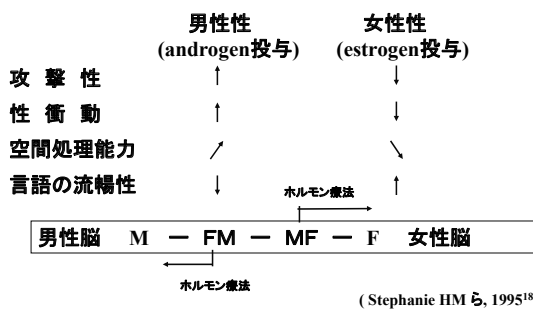 男性性 女性性
(androgen投与) (estrogen投与)
攻撃性 ↑ ↓
性衝動 ↑ ↓
空間処理能力 ↗ ↘
言語の流暢性 ↓ ↑
ホルモン療法
男性脳 M － FM － MF － F 女性脳
ホルモン療法
( Stephanie HM ら, 1995¹⁸